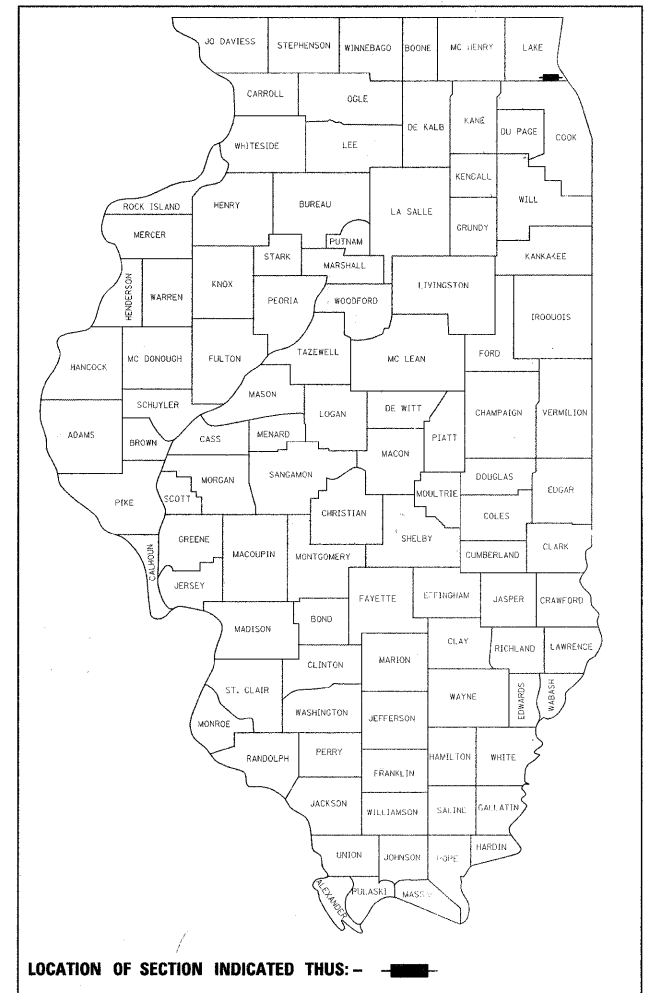 JO DAVIESS STEPHENSON WINNEBAGO BOONE MC HENRY LAKE
CARROLL OGLE DE KALB KANE DU PAGE COOK
WHITESIDE LEE
KENDALL WILL
ROCK ISLAND HENRY BUREAU LA SALLE GRUNDY
MERCER PUTNAM
STARK MARSHALL KANKAKEE
HENDERSON WARREN KNOX PEORIA WOODFORD LIVINGSTON IROQUOIS
HANCOCK MC DONOUGH FULTON TAZEWELL MC LEAN FORD
MASON
SCHUYLER LOGAN DE WITT CHAMPAIGN VERMILION
ADAMS BROWN CASS MENARD MACON PIATT
PIKE SCOTT MORGAN SANGAMON MOULTRIE DOUGLAS EDGAR
CHRISTIAN COLES
CALHOUN GREENE MACOUPIN MONTGOMERY SHELBY CUMBERLAND CLARK
JERSEY
MADISON BOND FAYETTE EFFINGHAM JASPER CRAWFORD
CLINTON MARION CLAY RICHLAND LAWRENCE
ST. CLAIR WASHINGTON JEFFERSON WAYNE EDWARDS WABASH
MONROE
RANDOLPH PERRY FRANKLIN HAMILTON WHITE
JACKSON WILLIAMSON SALINE GALLATIN
UNION JOHNSON POPE HARDIN
ALEXANDER PULASKI MASS
LOCATION OF SECTION INDICATED THUS: –